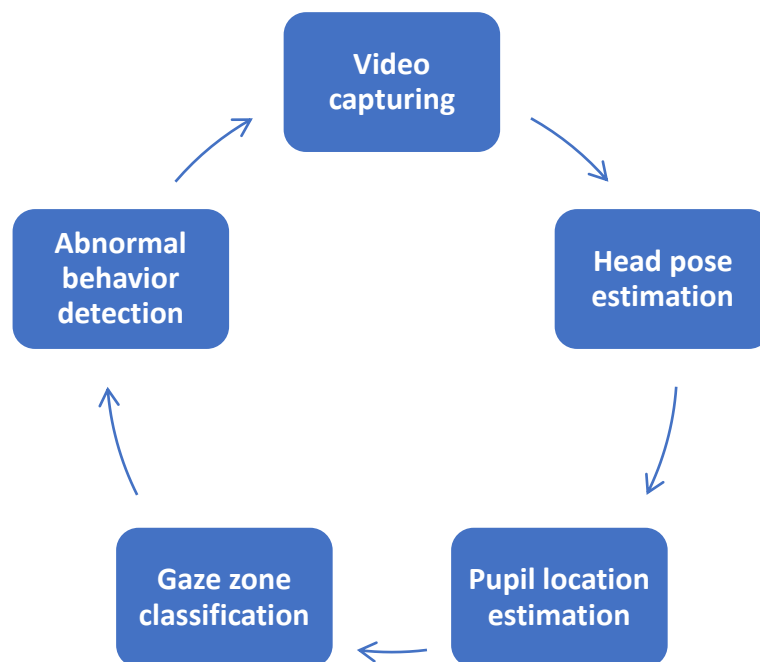 Video
capturing
Head pose
estimation
Pupil location
estimation
Gaze zone
classification
Abnormal
behavior
detection